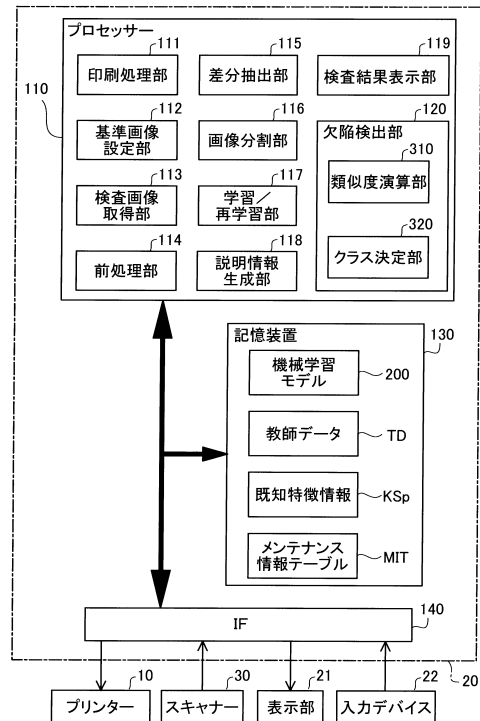 プロセッサー
110
111
印刷処理部
115
差分抽出部
119
検査結果表示部
112
基準画像
設定部
116
画像分割部
120
欠陥検出部
310
類似度演算部
113
検査画像
取得部
117
学習/
再学習部
320
クラス決定部
114
前処理部
118
説明情報
生成部
記憶装置
130
機械学習
モデル
200
教師データ
TD
既知特徴情報
KSp
メンテナンス
情報テーブル
MIT
IF
140
20
10
プリンター
30
スキャナー
21
表示部
22
入力デバイス